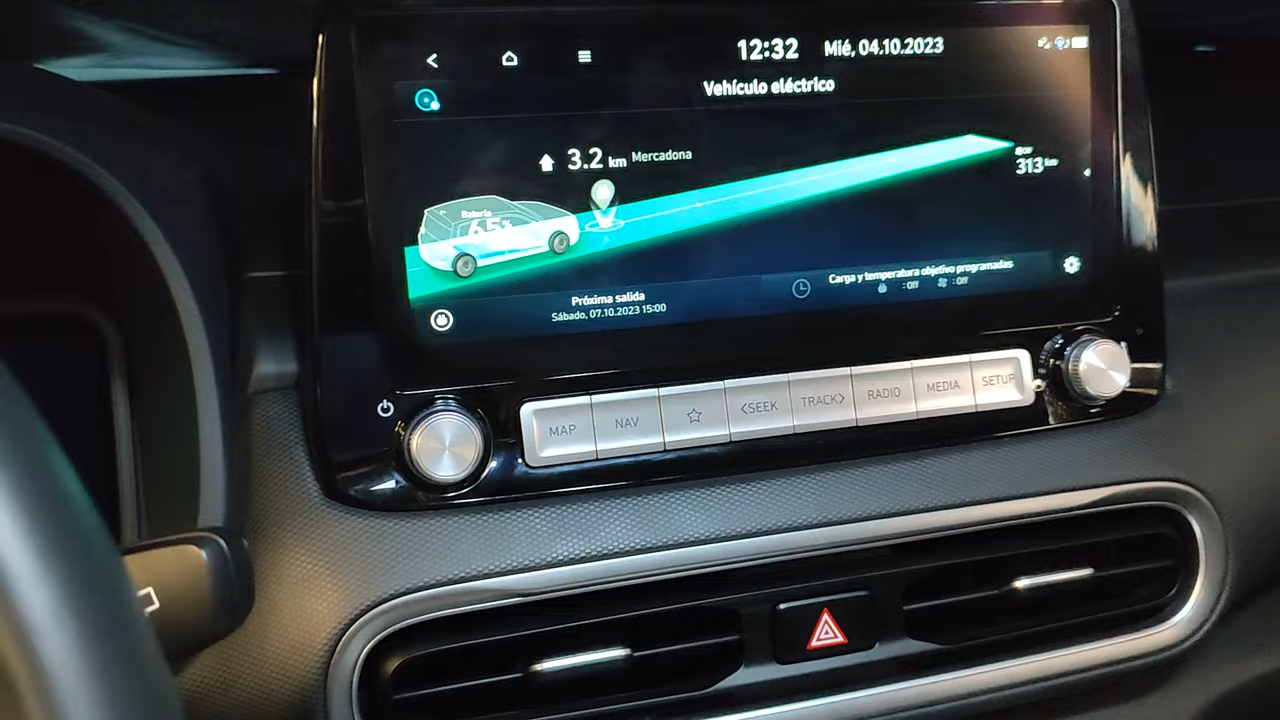 12:32 Mié, 04.10.2023
Vehículo eléctrico
3.2 km Mercadona
313 km
Batería
65%
Carga y temperatura objetivo programadas
: Off : Off
Próxima salida
Sábado, 07.10.2023 15:00
MAP NAV <SEEK TRACK> RADIO MEDIA SETUP